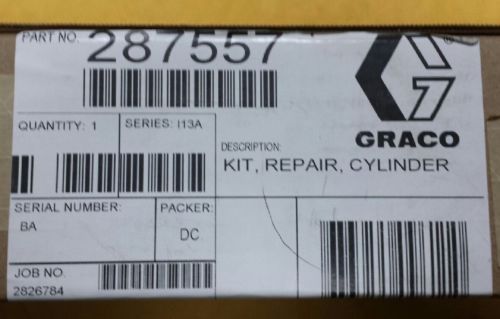 PART NO. 287557
®
GRACO
QUANTITY: 1
SERIES: I13A
DESCRIPTION:
KIT, REPAIR, CYLINDER
SERIAL NUMBER:
BA
PACKER:
DC
JOB NO.
2826784